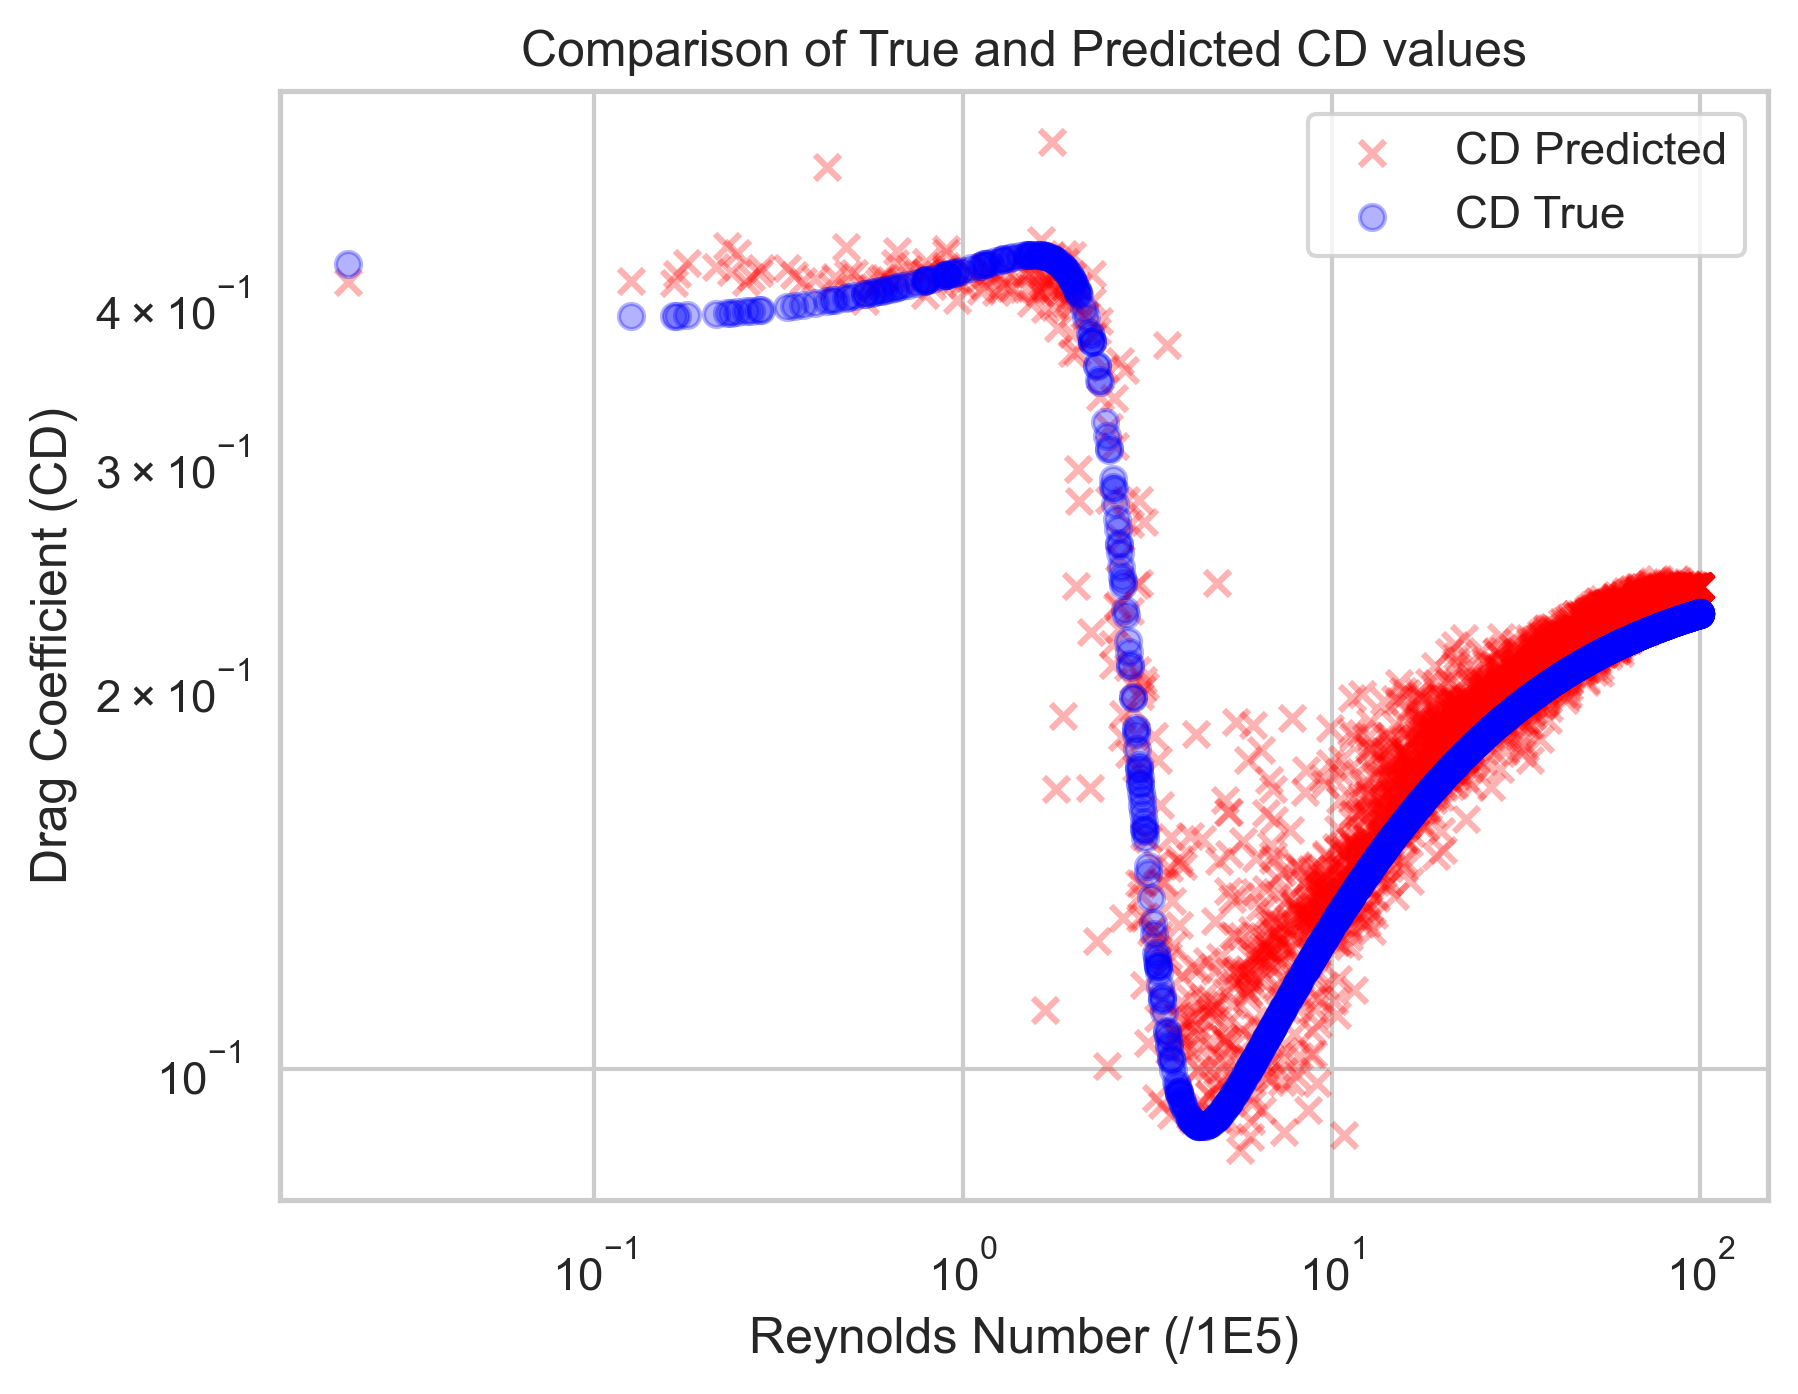 Comparison of True and Predicted CD values
CD Predicted
CD True
4 × 10⁻¹
3 × 10⁻¹
2 × 10⁻¹
10⁻¹
Drag Coefficient (CD)
10⁻¹ 10⁰ 10¹ 10²
Reynolds Number (/1E5)